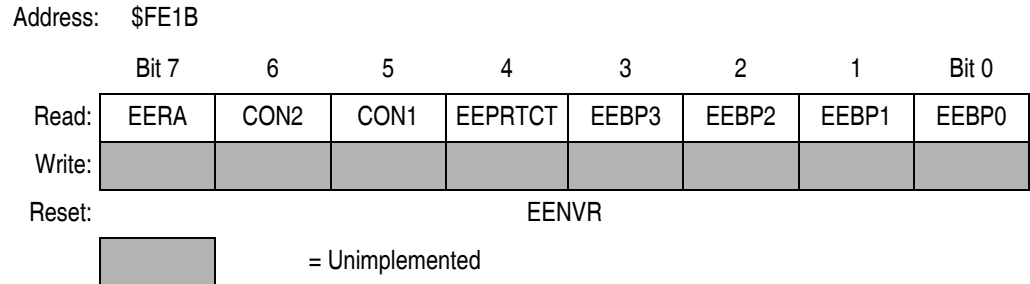 Address: $FE1B
Bit 7 6 5 4 3 2 1 Bit 0
Read: EERA CON2 CON1 EEPRTCT EEBP3 EEBP2 EEBP1 EEBP0
Write:
Reset: EENVR
= Unimplemented